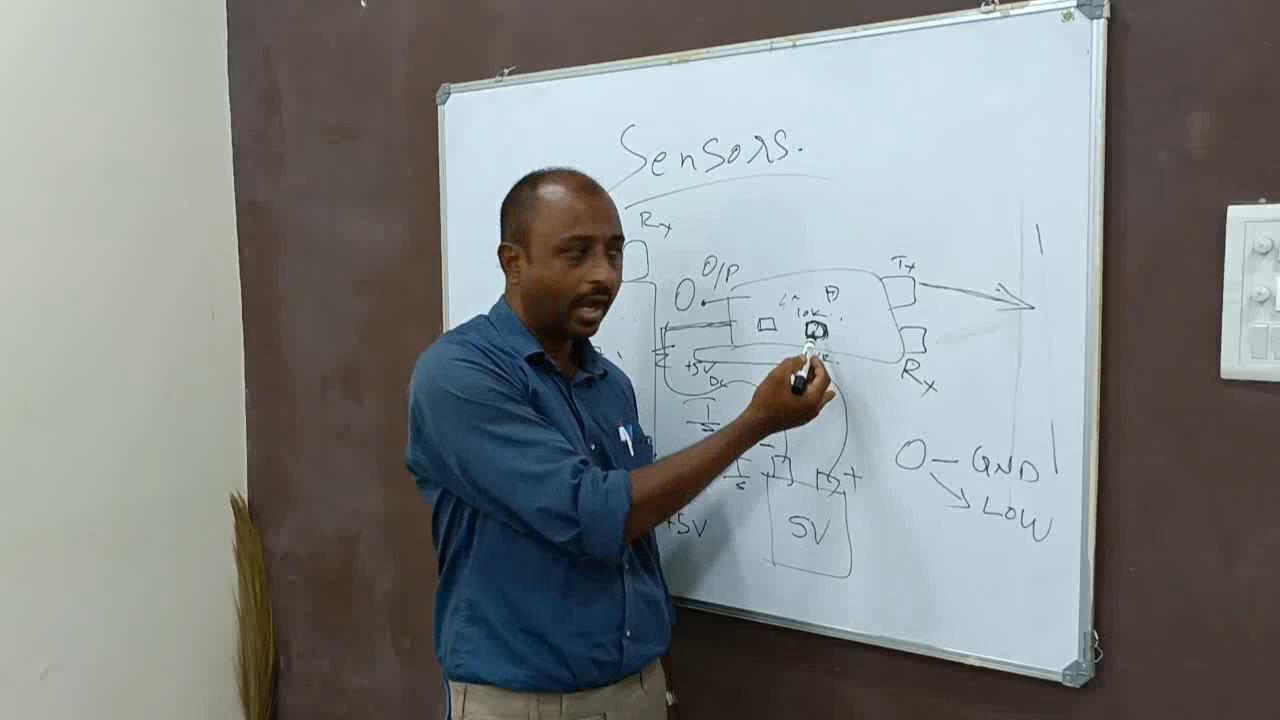 Sensors.
Rx
O/P
Tx
10K
+5V
Rx
- +
O - GND
LOW
+5V
5V